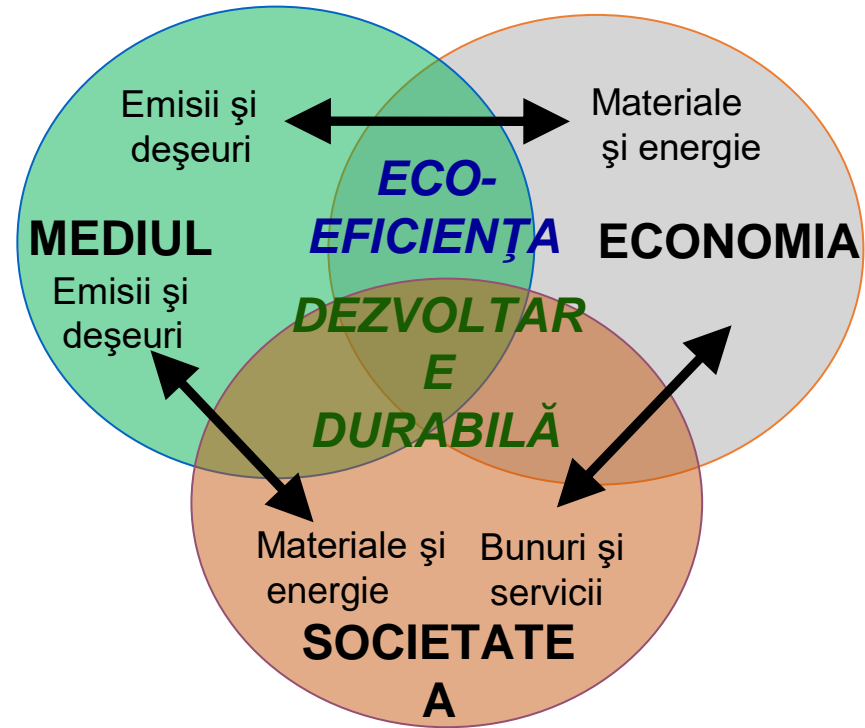 Emisii şi
deşeuri
Materiale
şi energie
ECO-
EFICIENŢA
MEDIUL
ECONOMIA
Emisii şi
deşeuri
DEZVOLTAR
E
DURABILĂ
Materiale şi
energie
Bunuri şi
servicii
SOCIETATE
A